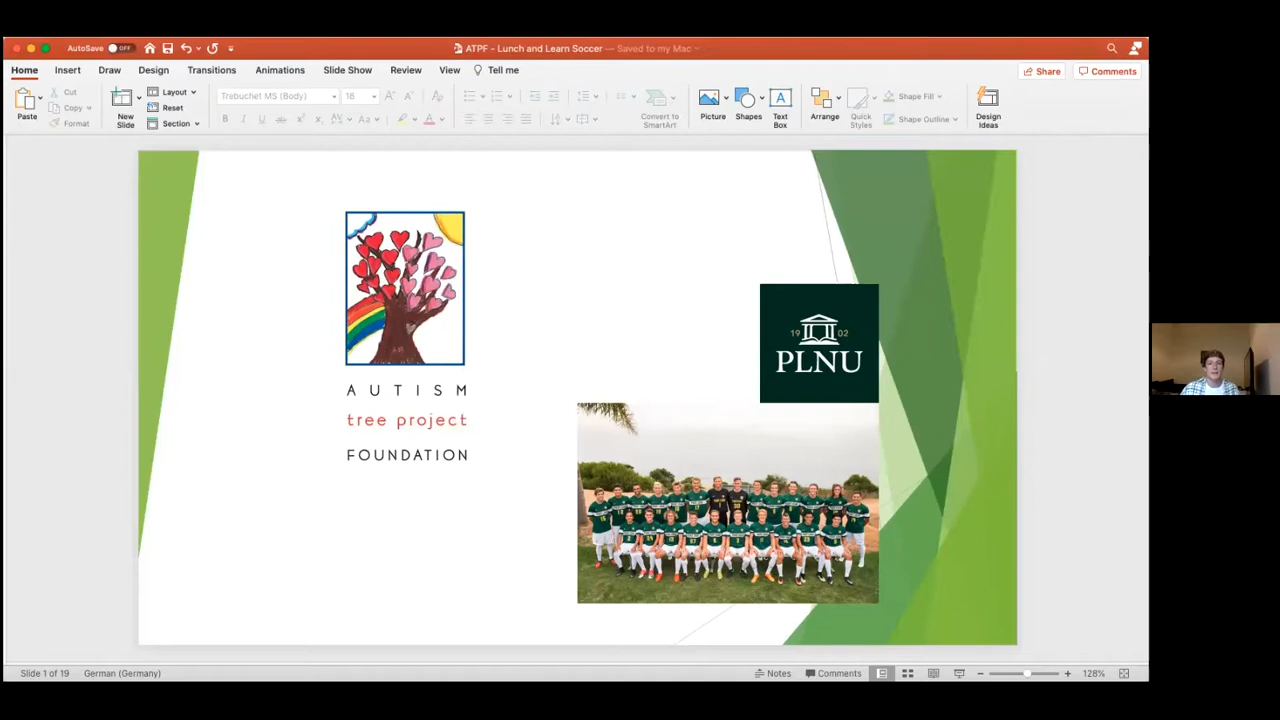 AutoSave OFF
ATPF - Lunch and Learn Soccer — Saved to my Mac
Home Insert Draw Design Transitions Animations Slide Show Review View Tell me
Share Comments
Paste
Cut
Copy
Format
New Slide
Layout
Reset
Section
Trebuchet MS (Body) 18
Convert to SmartArt
Picture
Shapes
Text Box
Arrange
Quick Styles
Shape Fill
Shape Outline
Design Ideas
AUTISM
tree project
FOUNDATION
1902
PLNU
Slide 1 of 19 German (Germany)
Notes Comments 128%